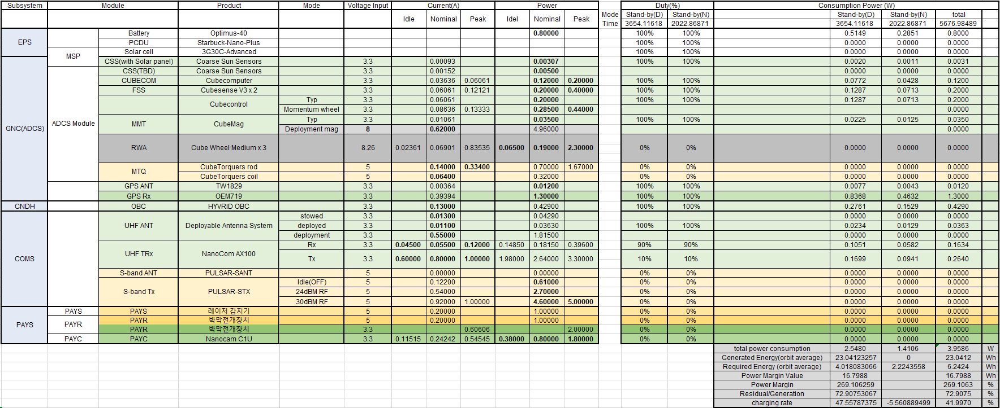 Subsystem Module Product Mode Voltage Input Current(A) Power Duty(%) Consumption Power (W)
Idle Nominal Peak Idel Nominal Peak Mode Stand-by(D) Stand-by(N) Stand-by(D) Stand-by(N) total
Time 3654.11618 2022.86871 3654.11618 2022.86871 5676.98489
EPS
Battery Optimus-40 0.80000 100% 100% 0.5149 0.2851 0.8000
PCDU Starbuck-Nano-Plus 100% 100% 0.0000 0.0000 0.0000
MSP
Solar cell 3G30C-Advanced 100% 100% 0.0000 0.0000 0.0000
GNC(ADCS)
CSS(with Solar panel) Coarse Sun Sensors 3.3 0.00093 0.00307 100% 100% 0.0020 0.0011 0.0031
ADCS Module
CSS(TBD) Coarse Sun Sensors 3.3 0.00152 0.00500 0.0000 0.0000 0.0000
CUBECOM Cubecomputer 3.3 0.03636 0.06061 0.12000 0.20000 100% 100% 0.0772 0.0428 0.1200
FSS Cubesense V3 x 2 3.3 0.06061 0.12121 0.20000 0.40000 100% 100% 0.1287 0.0713 0.2000
Cubecontrol Typ 3.3 0.06061 0.20000 100% 100% 0.1287 0.0713 0.2000
Momentum wheel 3.3 0.08636 0.13333 0.28500 0.44000 0.0000
MMT CubeMag Typ 3.3 0.01061 0.03500 100% 100% 0.0225 0.0125 0.0350
Deployment mag 8 0.62000 4.96000 0.0000
RWA Cube Wheel Medium x 3 8.26 0.02361 0.06901 0.83535 0.06500 0.19000 2.30000 0% 0% 0.0000 0.0000 0.0000
MTQ CubeTorquers rod 5 0.14000 0.33400 0.70000 1.67000 0% 0% 0.0000 0.0000 0.0000
CubeTorquers coil 5 0.06400 0.32000 0% 0% 0.0000 0.0000 0.0000
GPS ANT TW1829 3.3 0.00364 0.01200 100% 100% 0.0077 0.0043 0.0120
GPS Rx OEM719 3.3 0.39394 1.30000 100% 100% 0.8368 0.4632 1.3000
CNDH OBC HYVRID OBC 3.3 0.13000 0.42900 100% 100% 0.2761 0.1529 0.4290
COMS
UHF ANT Deployable Antenna System stowed 3.3 0.01300 0.04290 0.0000 0.0000 0.0000
deployed 3.3 0.01100 0.03630 100% 100% 0.0234 0.0129 0.0363
deployment 3.3 0.55000 1.81500 0.0000 0.0000 0.0000
UHF TRx NanoCom AX100 Rx 3.3 0.04500 0.05500 0.12000 0.14850 0.18150 0.39600 90% 90% 0.1051 0.0582 0.1634
Tx 3.3 0.60000 0.80000 1.00000 1.98000 2.64000 3.30000 10% 10% 0.1699 0.0941 0.2640
S-band ANT PULSAR-SANT 5 0.00000 0.00000 0% 0% 0.0000 0.0000 0.0000
S-band Tx PULSAR-STX Idle(OFF) 5 0.12200 0.61000 0% 0% 0.0000 0.0000 0.0000
24dBM RF 5 0.54000 2.70000 0% 0% 0.0000 0.0000 0.0000
30dBM RF 5 0.92000 1.00000 4.60000 5.00000 0% 0% 0.0000 0.0000 0.0000
PAYS
PAYS PAYS 레이저 감지기 5 0.20000 1.00000 0% 0% 0.0000 0.0000 0.0000
PAYR PAYR 박막전개장치 5 0.20000 1.00000 0% 0% 0.0000 0.0000 0.0000
PAYR 박막전개장치 3.3 0.60606 2.00000 0% 0% 0.0000 0.0000 0.0000
PAYC PAYC Nanocam C1U 3.3 0.11515 0.24242 0.54545 0.38000 0.80000 1.80000 0% 0% 0.0000 0.0000 0.0000
total power consumption 2.5480 1.4106 3.9586 W
Generated Energy(orbit average) 23.04123257 0 23.0412 Wh
Required Energy (orbit average) 4.018083066 2.2243558 6.2424 Wh
Power Margin Value 16.7988 16.7988 Wh
Power Margin 269.106259 269.1063 %
Residual/Generation 72.90753067 72.9075 %
charging rate 47.55787375 -5.560889499 41.9970 %